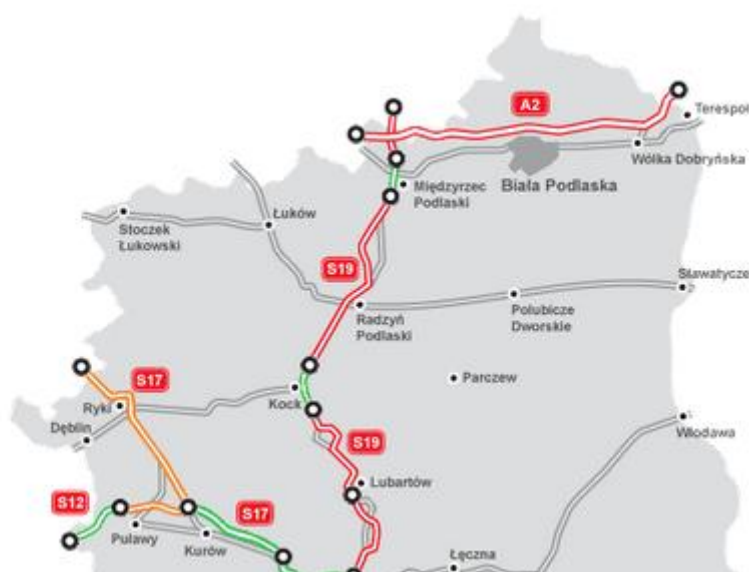 A2
Terespol
Wólka Dobryńska
Biała Podlaska
Międzyrzec
Podlaski
Łuków
Stoczek
Łukowski
S19
Sławatycze
Radzyń
Podlaski
Polubicze
Dworskie
S17
Parczew
Ryki
Kock
Dęblin
S19
Włodawa
Lubartów
S12
S17
Puławy
Kurów
Łęczna